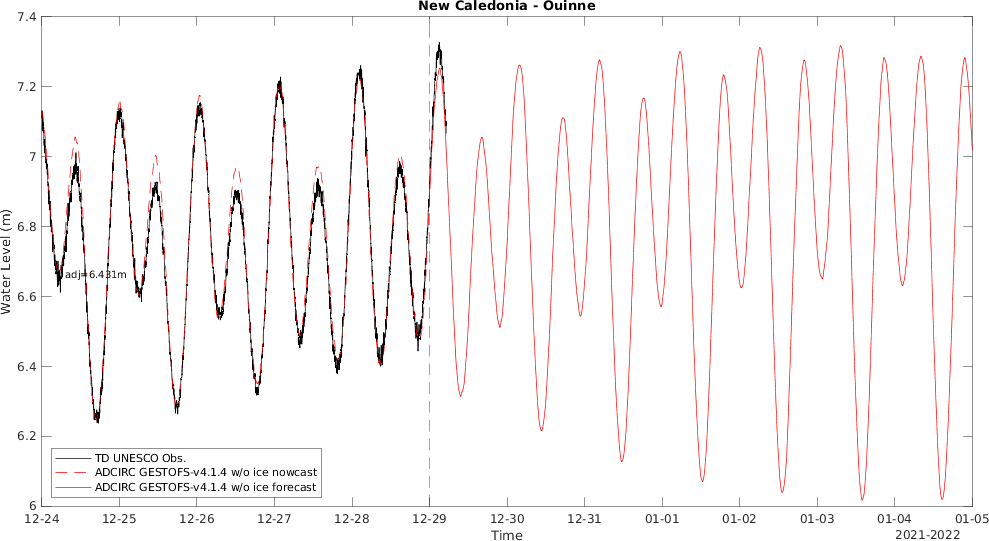 New Caledonia - Ouinne
7.4
7.2
7
6.8
6.6
6.4
6.2
6
Water Level (m)
adj=6.431m
TD UNESCO Obs.
ADCIRC GESTOFS-v4.1.4 w/o ice nowcast
ADCIRC GESTOFS-v4.1.4 w/o ice forecast
12-24 12-25 12-26 12-27 12-28 12-29 12-30 12-31 01-01 01-02 01-03 01-04 01-05
Time
2021-2022